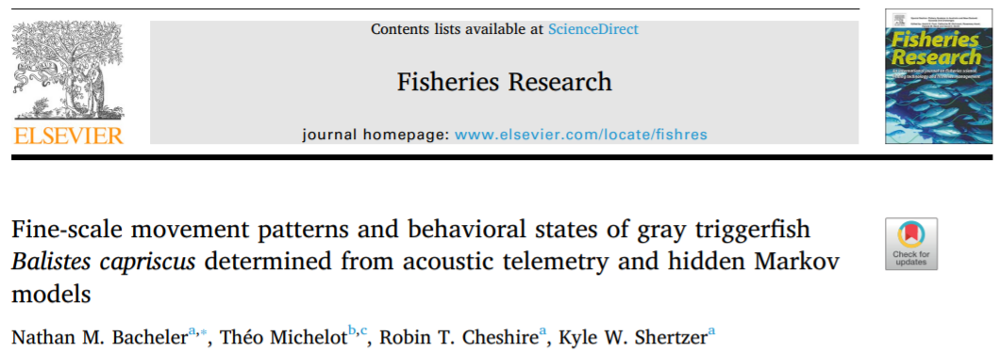 Contents lists available at ScienceDirect
Fisheries Research
journal homepage: www.elsevier.com/locate/fishres
ELSEVIER
Fisheries
Research
Fine-scale movement patterns and behavioral states of gray triggerfish
Balistes capriscus determined from acoustic telemetry and hidden Markov
models
Check for
updates
Nathan M. Bacheler a,*, Théo Michelot b,c, Robin T. Cheshire a, Kyle W. Shertzer a